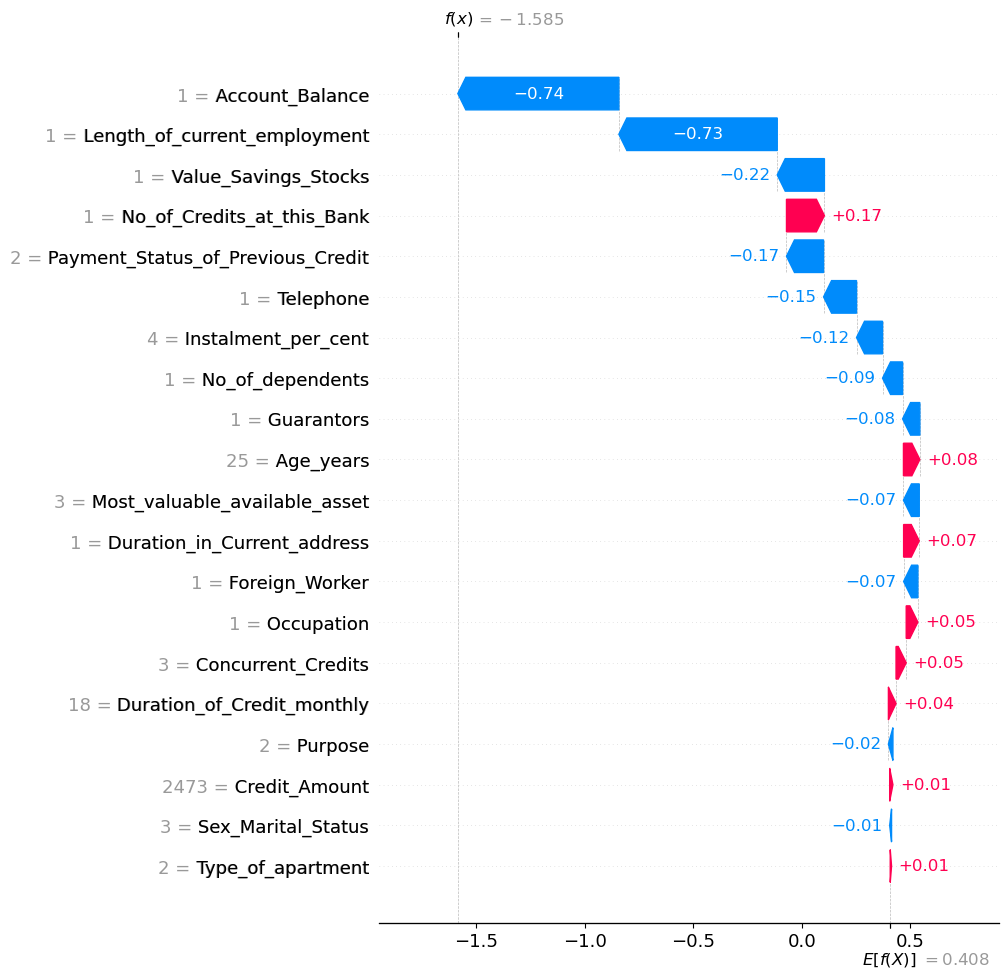 f(x) = −1.585
1 = Account_Balance −0.74
1 = Length_of_current_employment −0.73
1 = Value_Savings_Stocks −0.22
1 = No_of_Credits_at_this_Bank +0.17
2 = Payment_Status_of_Previous_Credit −0.17
1 = Telephone −0.15
4 = Instalment_per_cent −0.12
1 = No_of_dependents −0.09
1 = Guarantors −0.08
25 = Age_years +0.08
3 = Most_valuable_available_asset −0.07
1 = Duration_in_Current_address +0.07
1 = Foreign_Worker −0.07
1 = Occupation +0.05
3 = Concurrent_Credits +0.05
18 = Duration_of_Credit_monthly +0.04
2 = Purpose −0.02
2473 = Credit_Amount +0.01
3 = Sex_Marital_Status −0.01
2 = Type_of_apartment +0.01
−1.5 −1.0 −0.5 0.0 0.5
E[f(X)] = 0.408